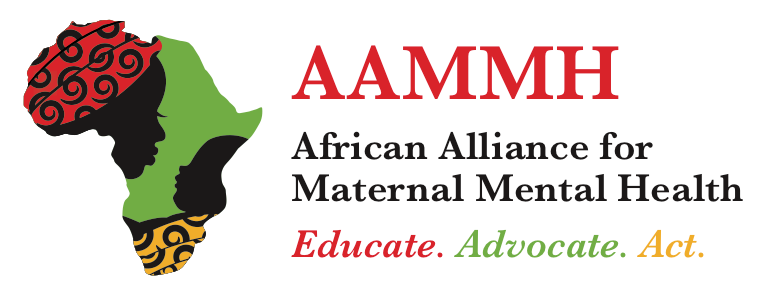 AAMMH
African Alliance for
Maternal Mental Health
Educate. Advocate. Act.